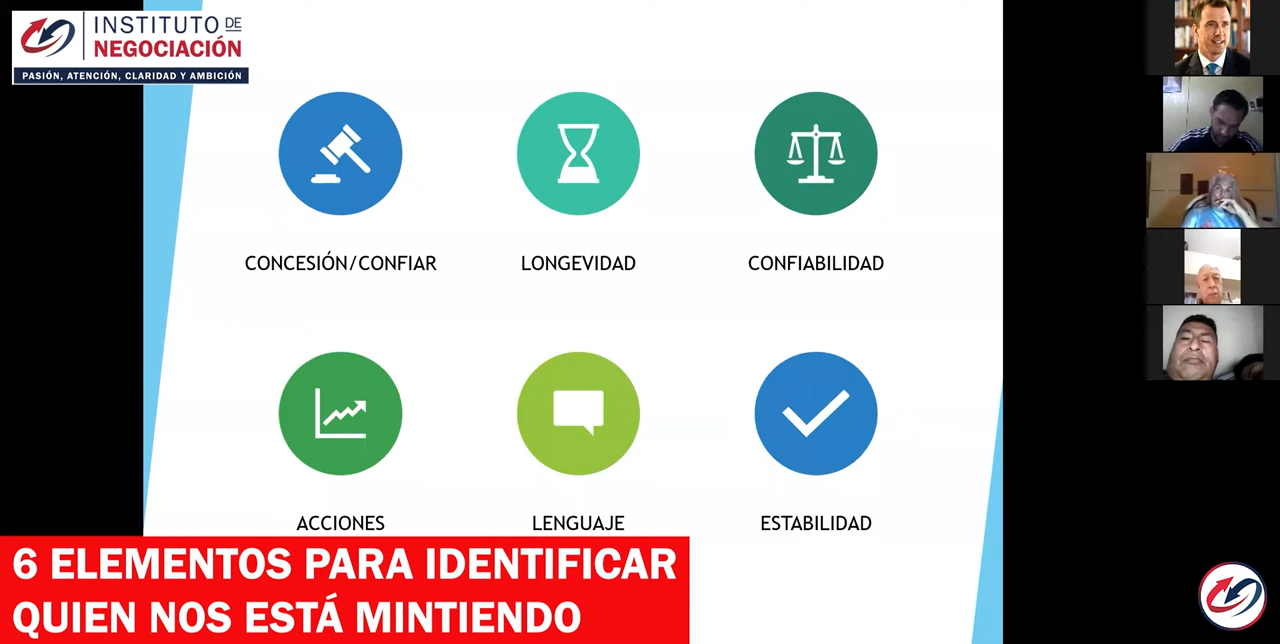 INSTITUTO DE
NEGOCIACIÓN
PASIÓN, ATENCIÓN, CLARIDAD Y AMBICIÓN
CONCESIÓN/CONFIAR
LONGEVIDAD
CONFIABILIDAD
ACCIONES
LENGUAJE
ESTABILIDAD
6 ELEMENTOS PARA IDENTIFICAR
QUIEN NOS ESTÁ MINTIENDO